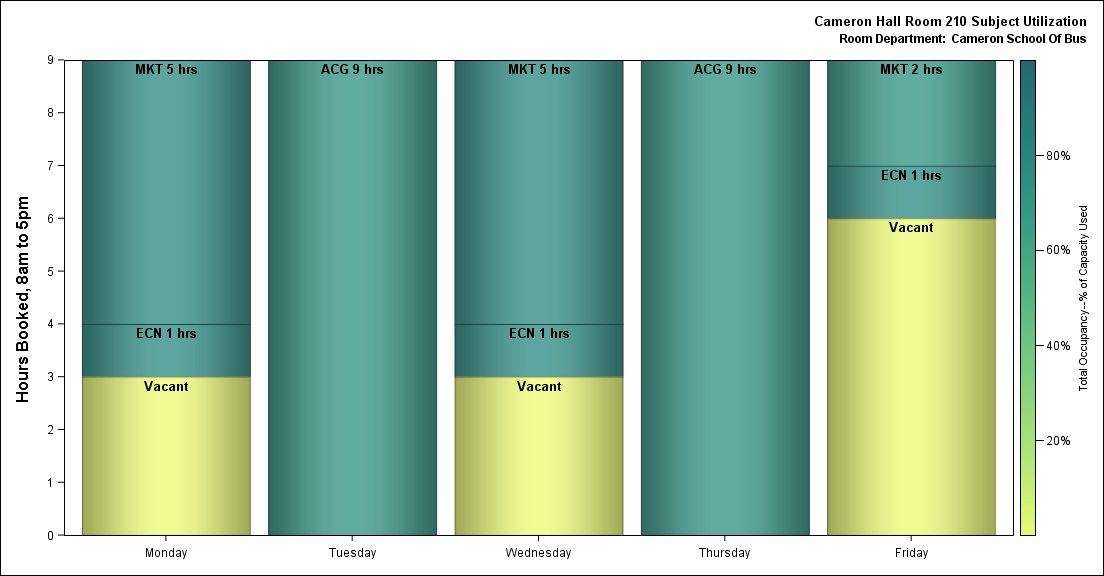 Cameron Hall Room 210 Subject Utilization
Room Department: Cameron School Of Bus
Hours Booked, 8am to 5pm
9
8
7
6
5
4
3
2
1
0
MKT 5 hrs
ECN 1 hrs
Vacant
ACG 9 hrs
MKT 5 hrs
ECN 1 hrs
Vacant
ACG 9 hrs
MKT 2 hrs
ECN 1 hrs
Vacant
Monday
Tuesday
Wednesday
Thursday
Friday
80%
60%
40%
20%
Total Occupancy--% of Capacity Used